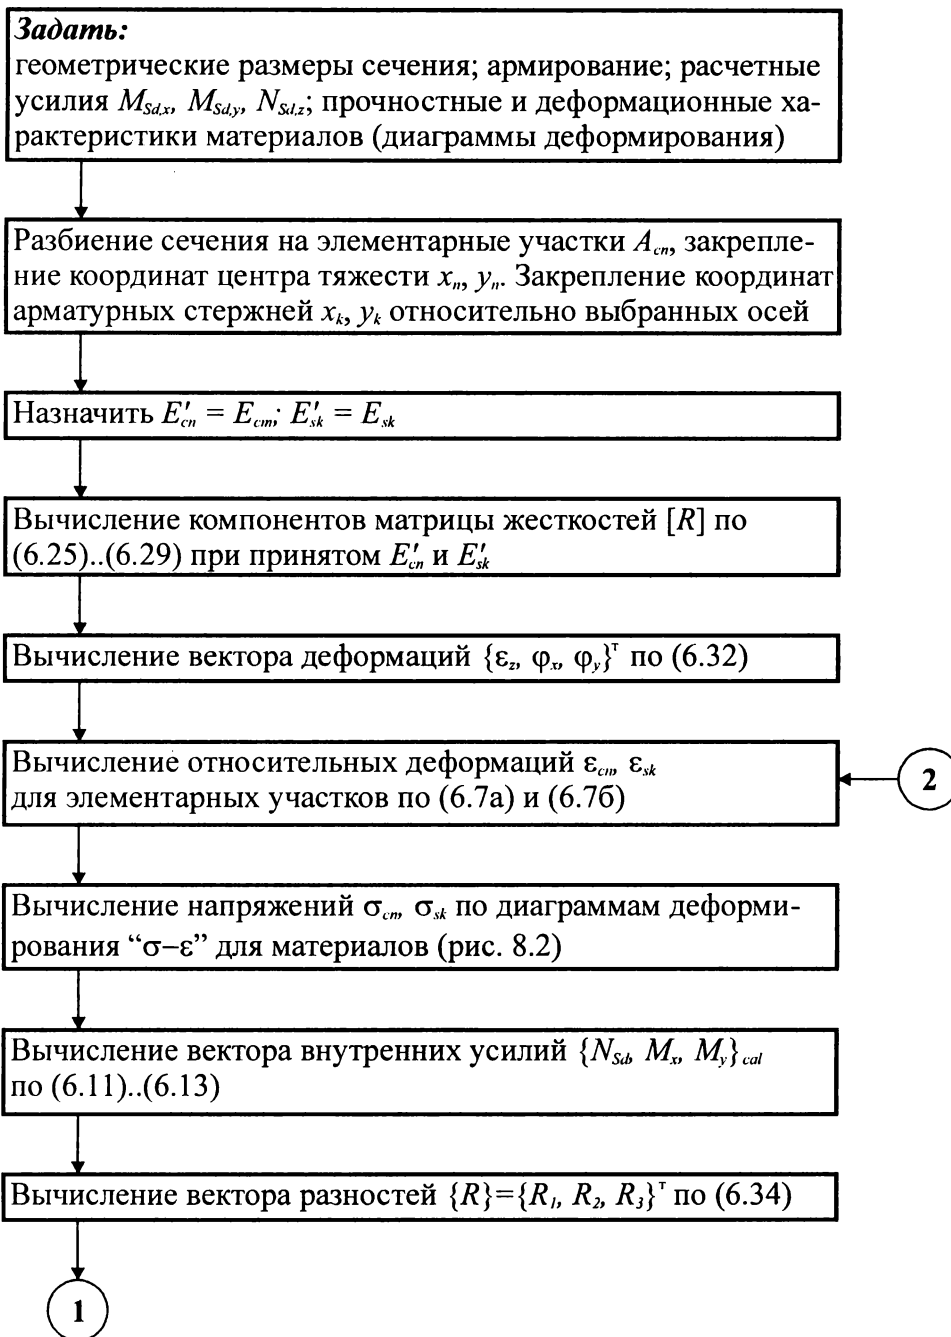 Задать:
геометрические размеры сечения; армирование; расчетные
усилия M_Sd,x, M_Sd,y, N_Sd,z; прочностные и деформационные ха-
рактеристики материалов (диаграммы деформирования)
Разбиение сечения на элементарные участки A_cn, закрепле-
ние координат центра тяжести x_n, y_n. Закрепление координат
арматурных стержней x_k, y_k относительно выбранных осей
Назначить E'_cn = E_cm; E'_sk = E_sk
Вычисление компонентов матрицы жесткостей [R] по
(6.25)..(6.29) при принятом E'_cn и E'_sk
Вычисление вектора деформаций {ε_z, φ_x, φ_y}^т по (6.32)
Вычисление относительных деформаций ε_cn, ε_sk
для элементарных участков по (6.7а) и (6.7б)
2
Вычисление напряжений σ_cn, σ_sk по диаграммам деформи-
рования “σ–ε” для материалов (рис. 8.2)
Вычисление вектора внутренних усилий {N_Sd, M_x, M_y}_cal
по (6.11)..(6.13)
Вычисление вектора разностей {R}={R_1, R_2, R_3}^т по (6.34)
1